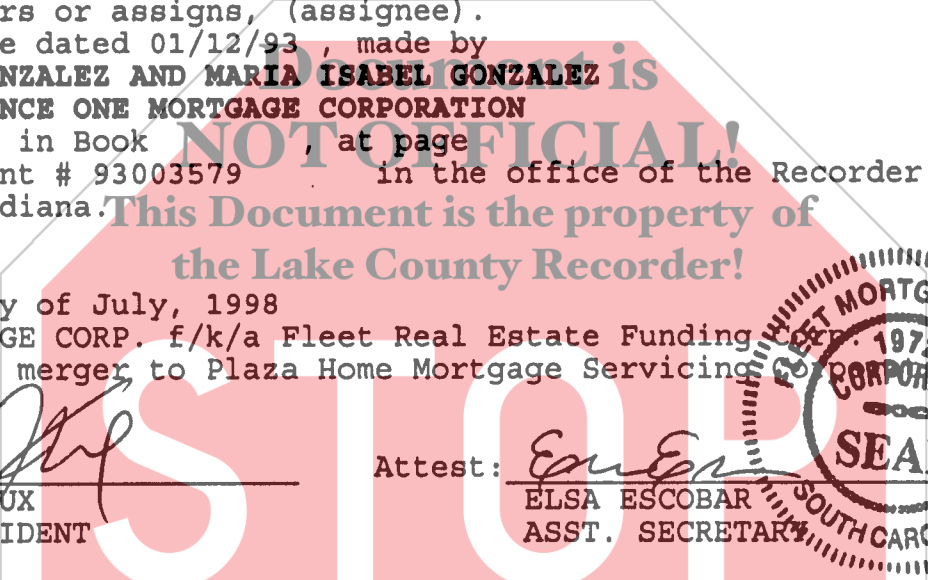 rs or assigns, (assignee).
e dated 01/12/93 , made by
NZALEZ AND MARIA ISABEL GONZALEZ
NCE ONE MORTGAGE CORPORATION
in Book , at page
nt # 93003579 in the office of the Recorder
diana.
Document is
NOT OFFICIAL!
This Document is the property of
the Lake County Recorder!
y of July, 1998
GE CORP. f/k/a Fleet Real Estate Funding Corp.
merger to Plaza Home Mortgage Servicing
Attest:
UX
IDENT
ELSA ESCOBAR
ASST. SECRETARY
FLEET MORTG
197
CORPOR
SEA
SOUTH CARO
STOP